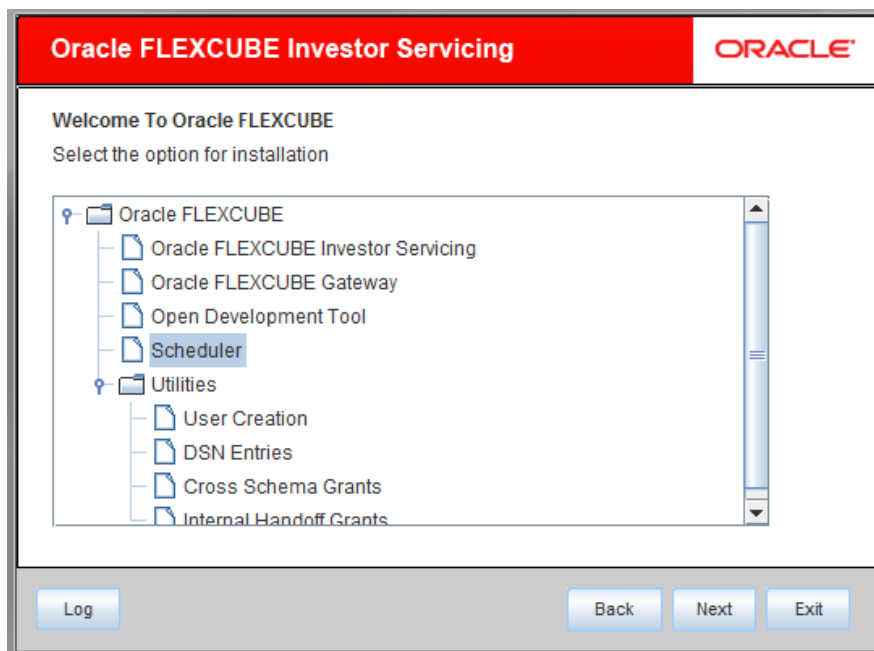 Oracle FLEXCUBE Investor Servicing
ORACLE
Welcome To Oracle FLEXCUBE
Select the option for installation
Oracle FLEXCUBE
Oracle FLEXCUBE Investor Servicing
Oracle FLEXCUBE Gateway
Open Development Tool
Scheduler
Utilities
User Creation
DSN Entries
Cross Schema Grants
Internal Handoff Grants
Log Back Next Exit